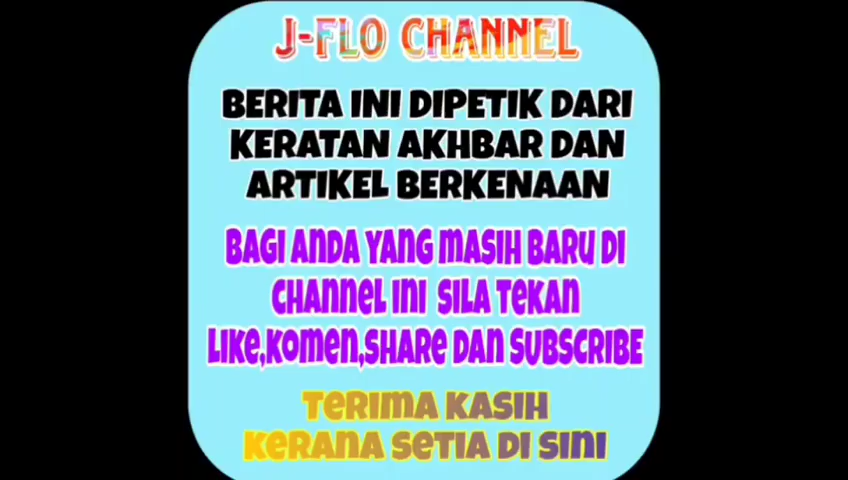 J-FLO CHANNEL
BERITA INI DIPETIK DARI
KERATAN AKHBAR DAN
ARTIKEL BERKENAAN
BAGI ANDA YANG MASIH BARU DI
CHANNEL INI SILA TEKAN
LIKE,KOMEN,SHARE DAN SUBSCRIBE
TERIMA KASIH
KERANA SETIA DI SINI